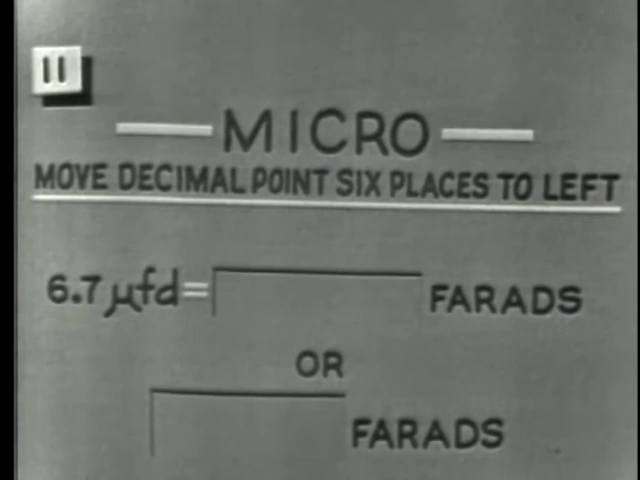 11
MICRO
MOVE DECIMAL POINT SIX PLACES TO LEFT
6.7 µfd = FARADS
OR
FARADS